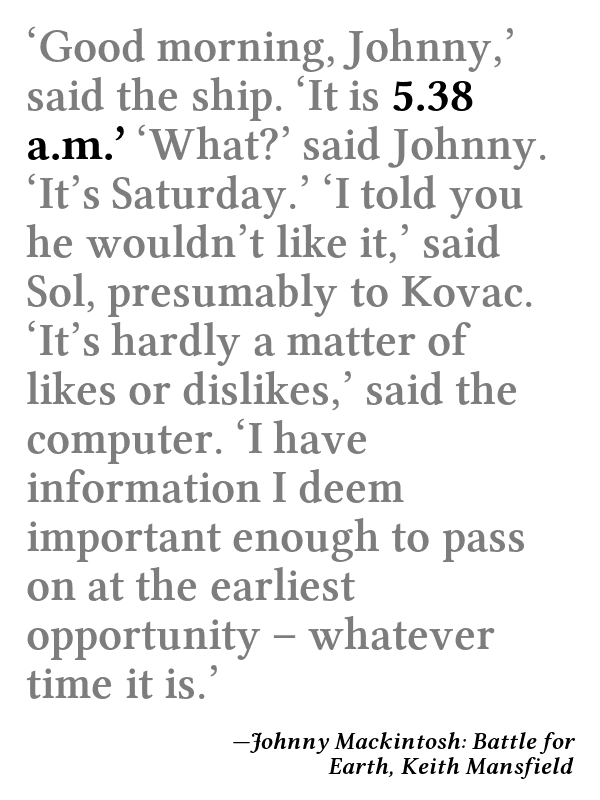 ‘Good morning, Johnny,’
said the ship. ‘It is 5.38
a.m.’ ‘What?’ said Johnny.
‘It’s Saturday.’ ‘I told you
he wouldn’t like it,’ said
Sol, presumably to Kovac.
‘It’s hardly a matter of
likes or dislikes,’ said the
computer. ‘I have
information I deem
important enough to pass
on at the earliest
opportunity – whatever
time it is.’
—Johnny Mackintosh: Battle for
Earth, Keith Mansfield